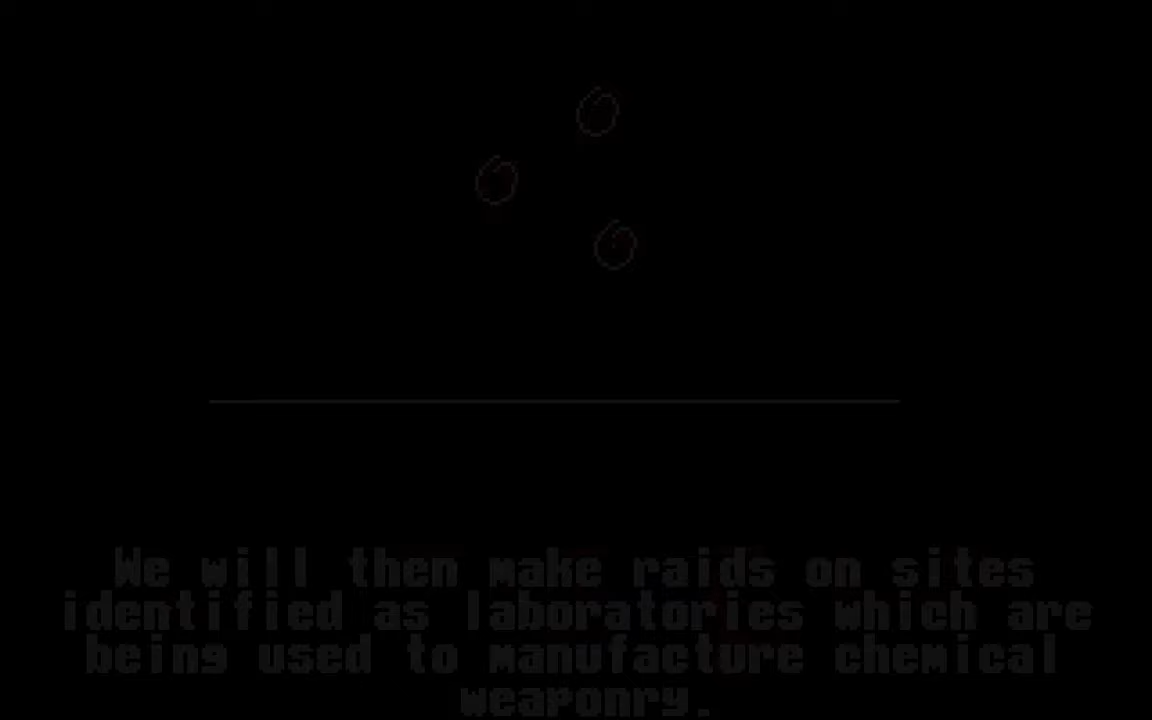 We will then make raids on sites
identified as laboratories which are
being used to manufacture chemical
weaponry.